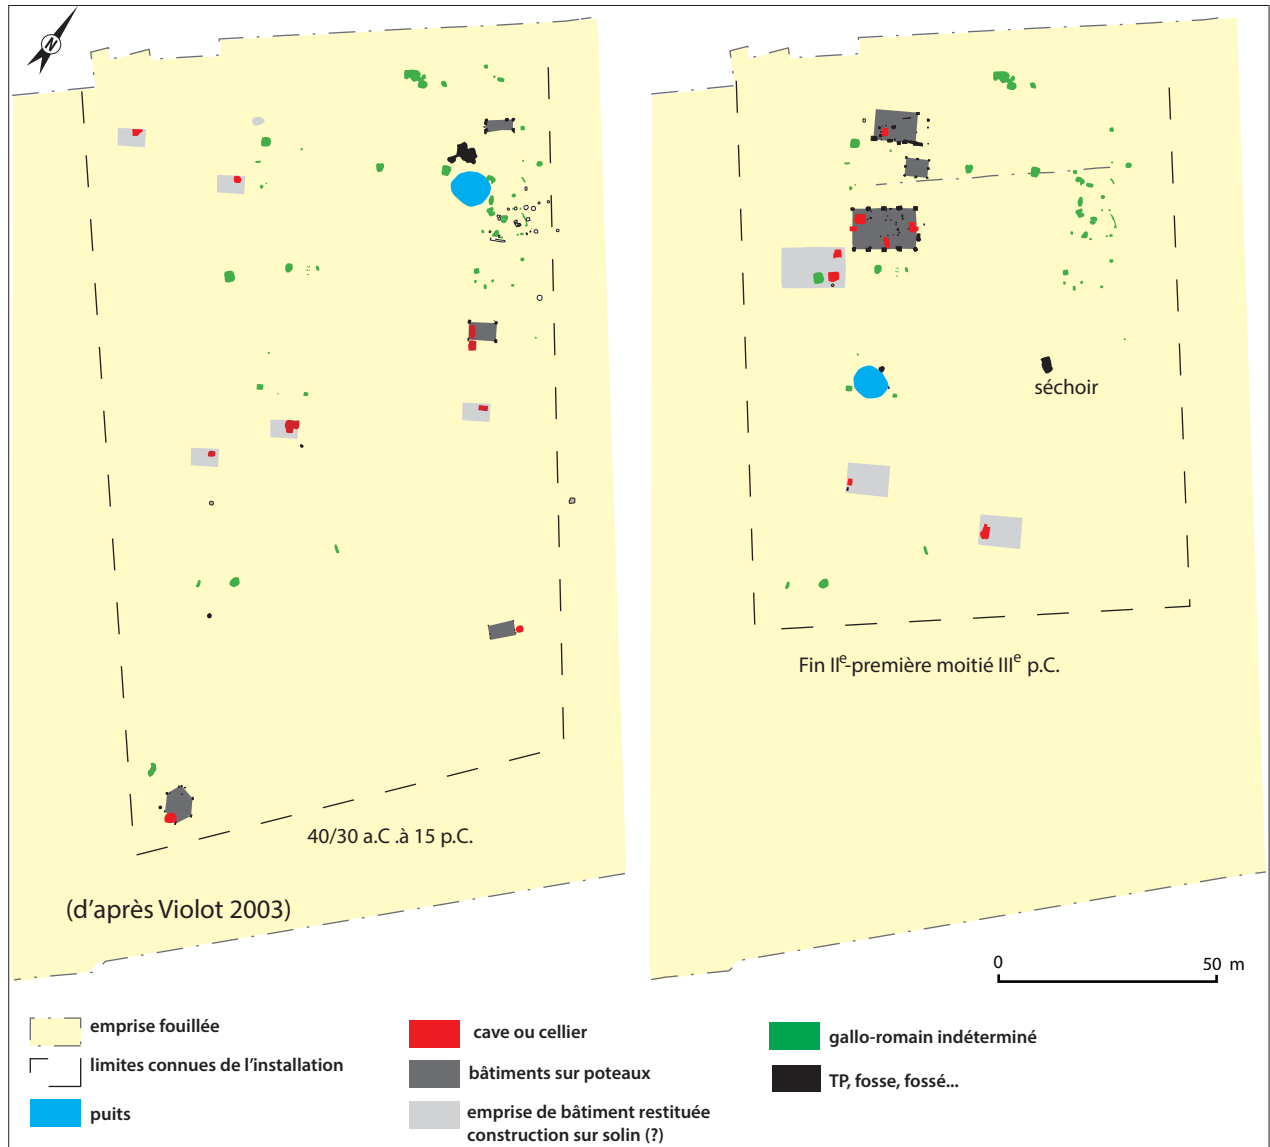 N
séchoir
Fin IIe-première moitié IIIe p.C.
40/30 a.C .à 15 p.C.
(d'après Violot 2003)
0 50 m
emprise fouillée
limites connues de l'installation
puits
cave ou cellier
bâtiments sur poteaux
emprise de bâtiment restituée
construction sur solin (?)
gallo-romain indéterminé
TP, fosse, fossé...